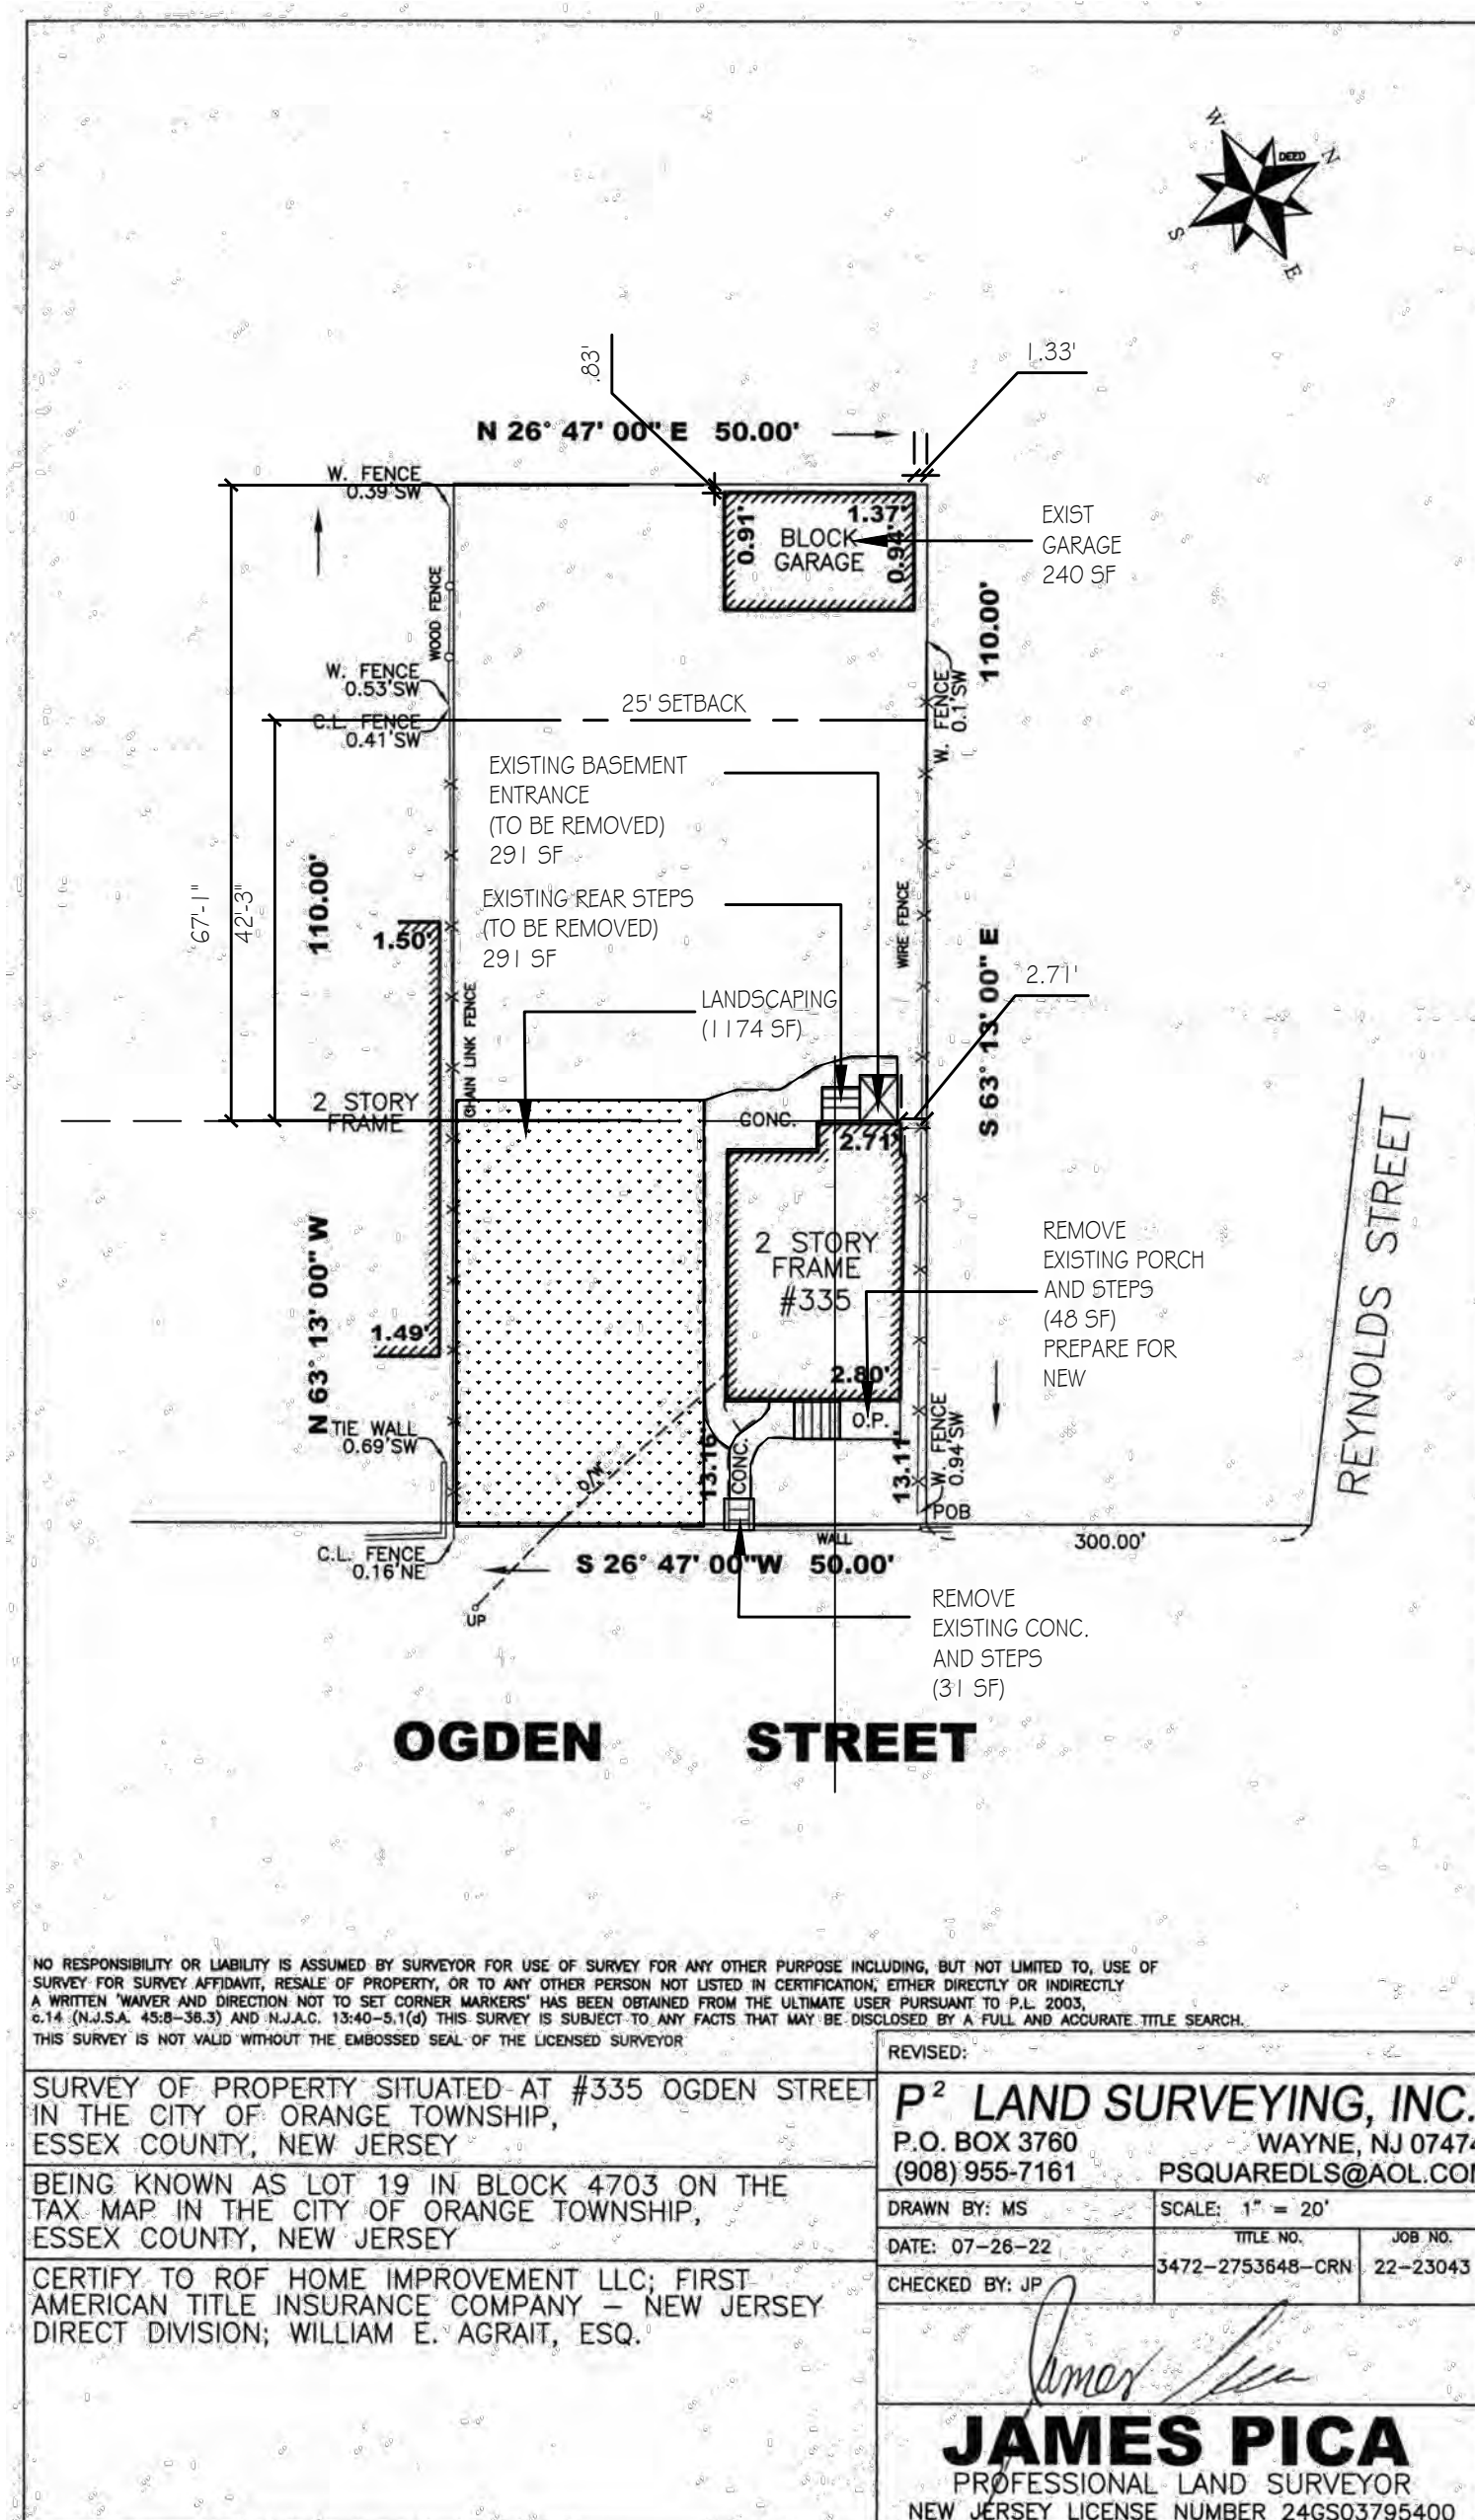 W
DEED
N
S
E
.83'
1.33'
N 26° 47' 00" E 50.00'
W. FENCE
0.39'SW
1.37'
0.91'
BLOCK
GARAGE
0.94'
EXIST
GARAGE
240 SF
WOOD FENCE
110.00'
W. FENCE
0.53'SW
C.L. FENCE
0.41'SW
25' SETBACK
W. FENCE
0.1'SW
EXISTING BASEMENT
ENTRANCE
(TO BE REMOVED)
291 SF
67'-1"
42'-3"
110.00'
1.50'
EXISTING REAR STEPS
(TO BE REMOVED)
291 SF
WIRE FENCE
S 63° 13' 00" E
2.71'
LANDSCAPING
(1174 SF)
CHAIN LINK FENCE
2 STORY
FRAME
CONC.
2.71'
2 STORY
FRAME
#335
REMOVE
EXISTING PORCH
AND STEPS
(48 SF)
PREPARE FOR
NEW
REYNOLDS STREET
N 63° 13' 00" W
1.49'
2.80'
O.P.
TIE WALL
0.69'SW
O/W
13.16'
CONC.
13.11'
W. FENCE
0.94'SW
POB
WALL
300.00'
C.L. FENCE
0.16'NE
S 26° 47' 00"W 50.00'
UP
REMOVE
EXISTING CONC.
AND STEPS
(31 SF)
OGDEN STREET
NO RESPONSIBILITY OR LIABILITY IS ASSUMED BY SURVEYOR FOR USE OF SURVEY FOR ANY OTHER PURPOSE INCLUDING, BUT NOT LIMITED TO, USE OF
SURVEY FOR SURVEY AFFIDAVIT, RESALE OF PROPERTY, OR TO ANY OTHER PERSON NOT LISTED IN CERTIFICATION, EITHER DIRECTLY OR INDIRECTLY
A WRITTEN 'WAIVER AND DIRECTION NOT TO SET CORNER MARKERS' HAS BEEN OBTAINED FROM THE ULTIMATE USER PURSUANT TO P.L. 2003,
c.14 (N.J.S.A. 45:8-36.3) AND N.J.A.C. 13:40-5.1(d) THIS SURVEY IS SUBJECT TO ANY FACTS THAT MAY BE DISCLOSED BY A FULL AND ACCURATE TITLE SEARCH.
THIS SURVEY IS NOT VALID WITHOUT THE EMBOSSED SEAL OF THE LICENSED SURVEYOR
REVISED:
SURVEY OF PROPERTY SITUATED AT #335 OGDEN STREET
IN THE CITY OF ORANGE TOWNSHIP,
ESSEX COUNTY, NEW JERSEY
BEING KNOWN AS LOT 19 IN BLOCK 4703 ON THE
TAX MAP IN THE CITY OF ORANGE TOWNSHIP,
ESSEX COUNTY, NEW JERSEY
CERTIFY TO ROF HOME IMPROVEMENT LLC; FIRST
AMERICAN TITLE INSURANCE COMPANY – NEW JERSEY
DIRECT DIVISION; WILLIAM E. AGRAIT, ESQ.
P² LAND SURVEYING, INC.
P.O. BOX 3760 WAYNE, NJ 07474
(908) 955-7161 PSQUAREDLS@AOL.COM
DRAWN BY: MS
SCALE: 1" = 20'
DATE: 07-26-22
TITLE NO.
3472-2753648-CRN
JOB NO.
22-23043
CHECKED BY: JP
James Pica
JAMES PICA
PROFESSIONAL LAND SURVEYOR
NEW JERSEY LICENSE NUMBER 24GS03795400